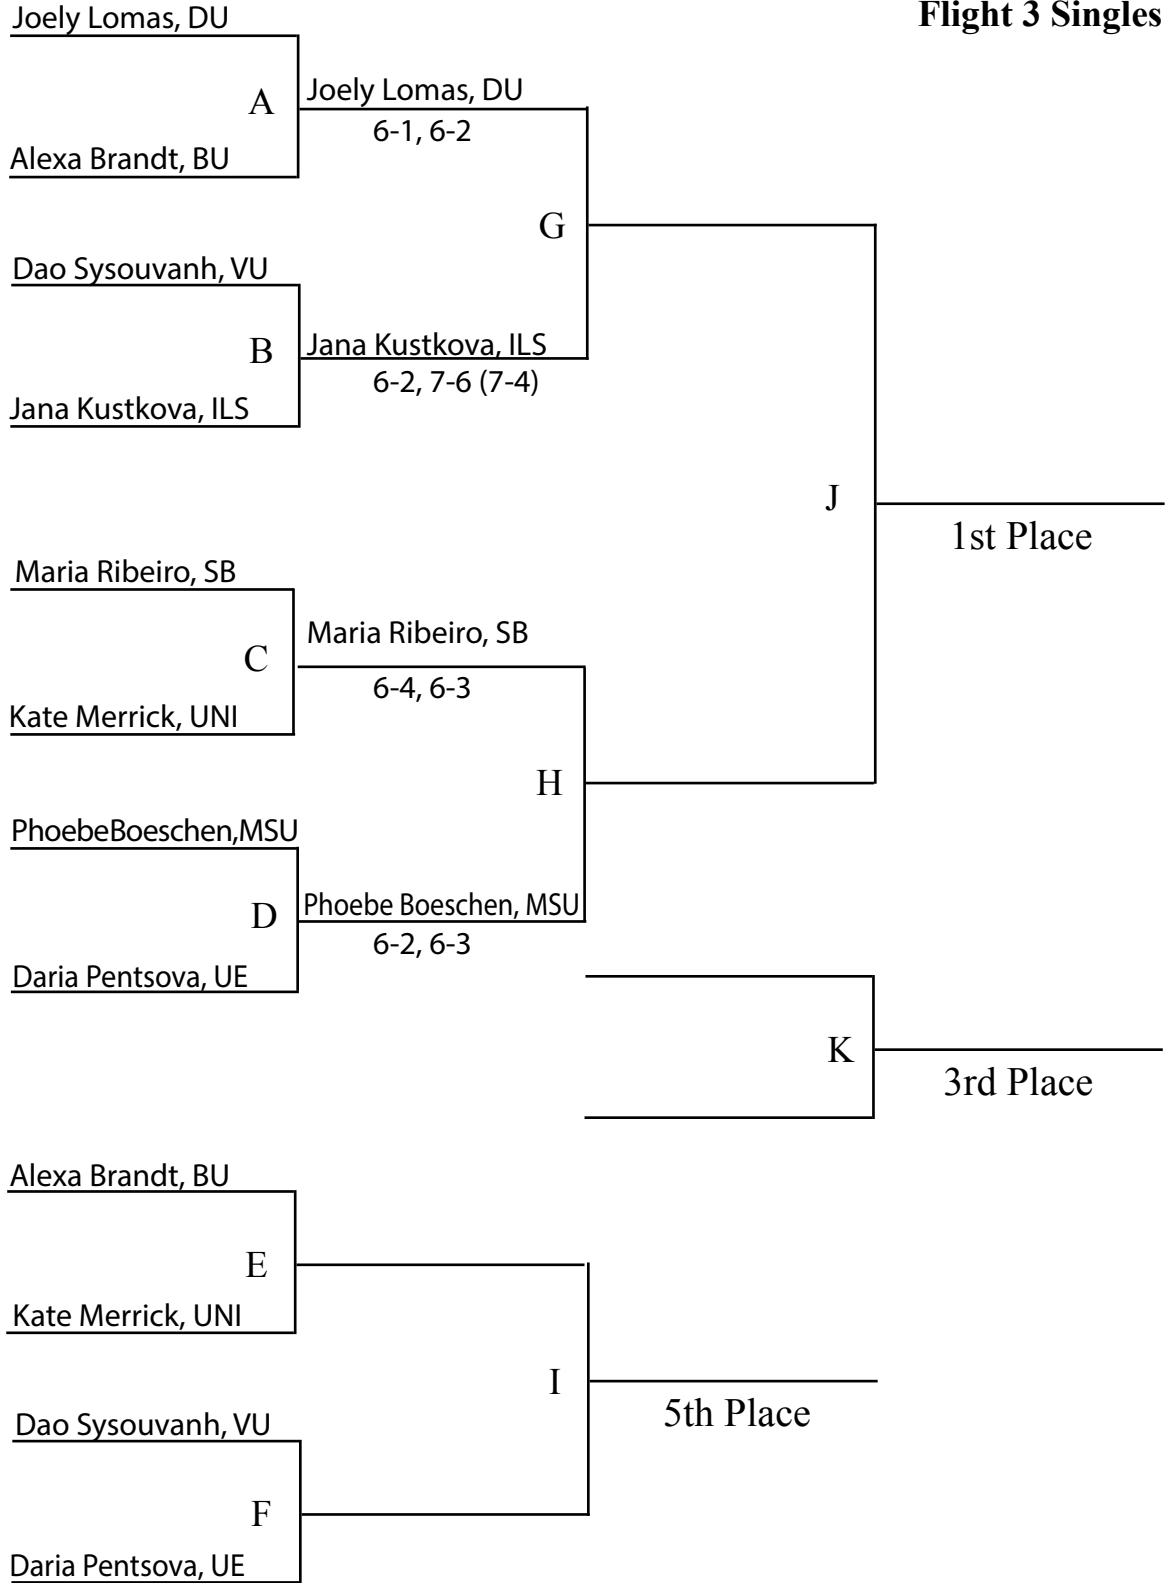 Flight 3 Singles
Joely Lomas, DU
A
Joely Lomas, DU
6-1, 6-2
Alexa Brandt, BU
G
Dao Sysouvanh, VU
B
Jana Kustkova, ILS
6-2, 7-6 (7-4)
Jana Kustkova, ILS
J
1st Place
Maria Ribeiro, SB
C
Maria Ribeiro, SB
6-4, 6-3
Kate Merrick, UNI
H
PhoebeBoeschen,MSU
D
Phoebe Boeschen, MSU
6-2, 6-3
Daria Pentsova, UE
K
3rd Place
Alexa Brandt, BU
E
Kate Merrick, UNI
I
5th Place
Dao Sysouvanh, VU
F
Daria Pentsova, UE